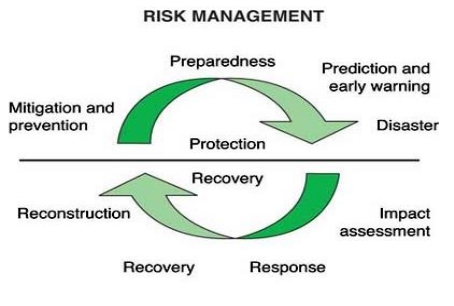 RISK MANAGEMENT
Preparedness
Prediction and
early warning
Mitigation and
prevention
Disaster
Protection
Recovery
Reconstruction
Impact
assessment
Recovery
Response